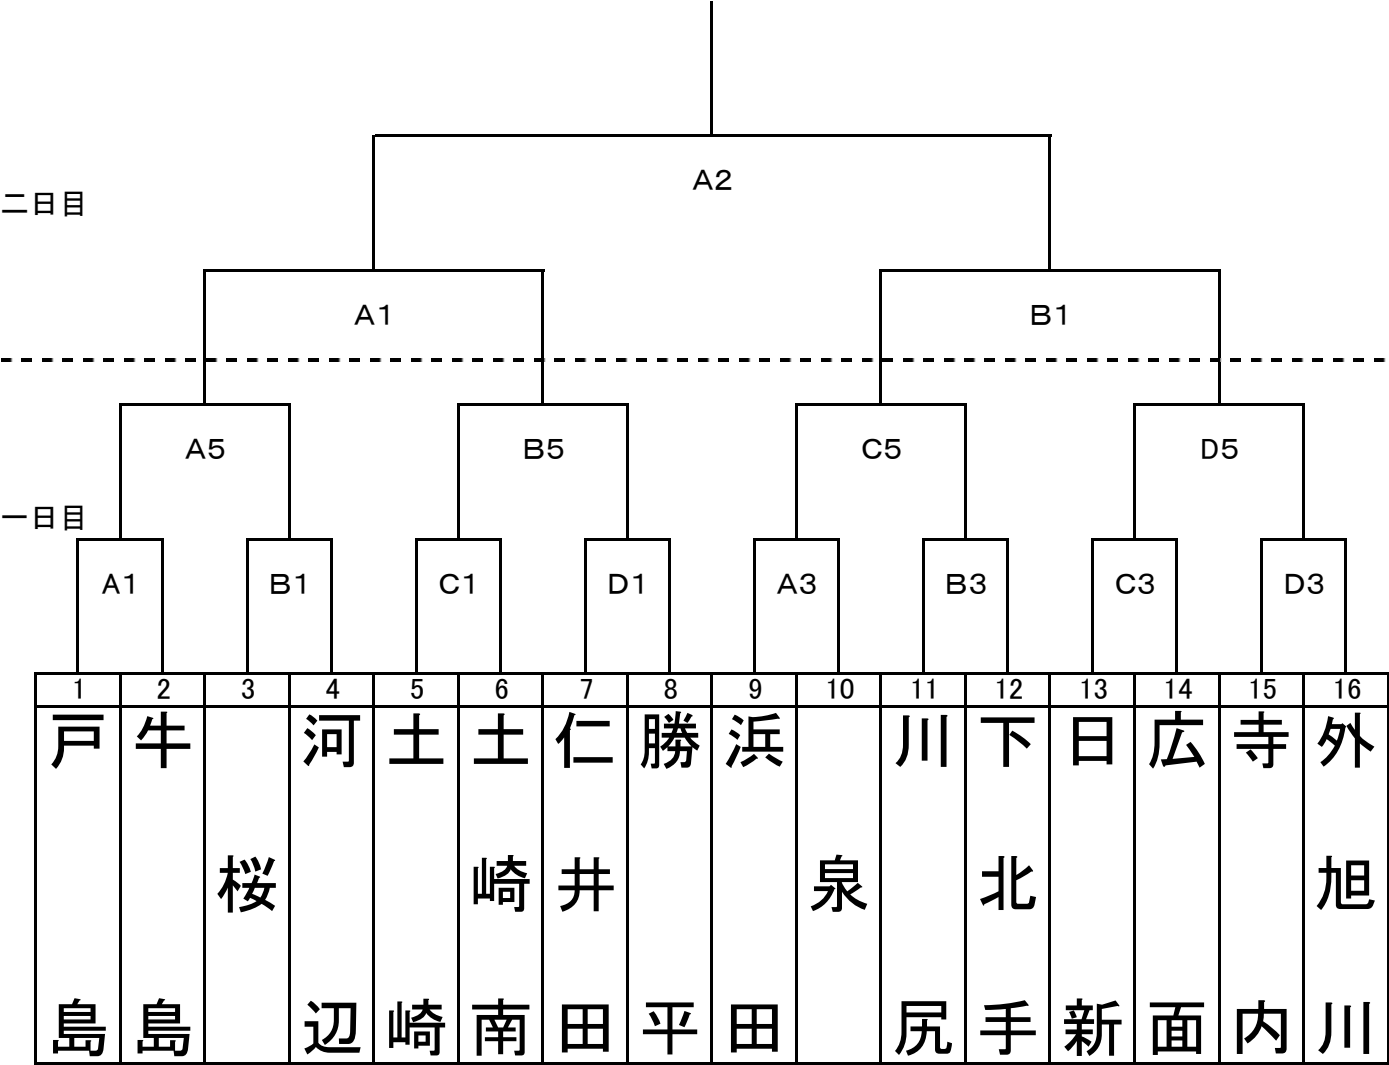 A2
二日目
A1 B1
A5 B5 C5 D5
一日目
A1 B1 C1 D1 A3 B3 C3 D3
1 2 3 4 5 6 7 8 9 10 11 12 13 14 15 16
戸島
牛島
桜
河辺
土崎
土崎南
仁井田
勝平
浜田
泉
川尻
下北手
日新
広面
寺内
外旭川